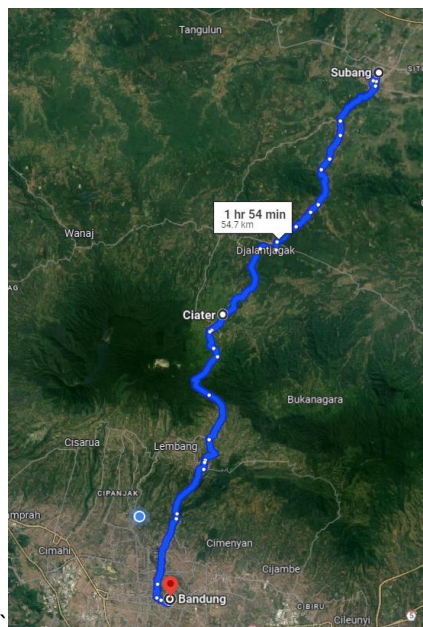 Tangulun
Subang
1 hr 54 min
54.7 km
Wanaj
Djalantjagak
Ciater
Bukanagara
Cisarua
Lembang
CIPANJAK
Cimenyan
Cimahi
Cijambe
Bandung
CIBIRU
Cileunyi